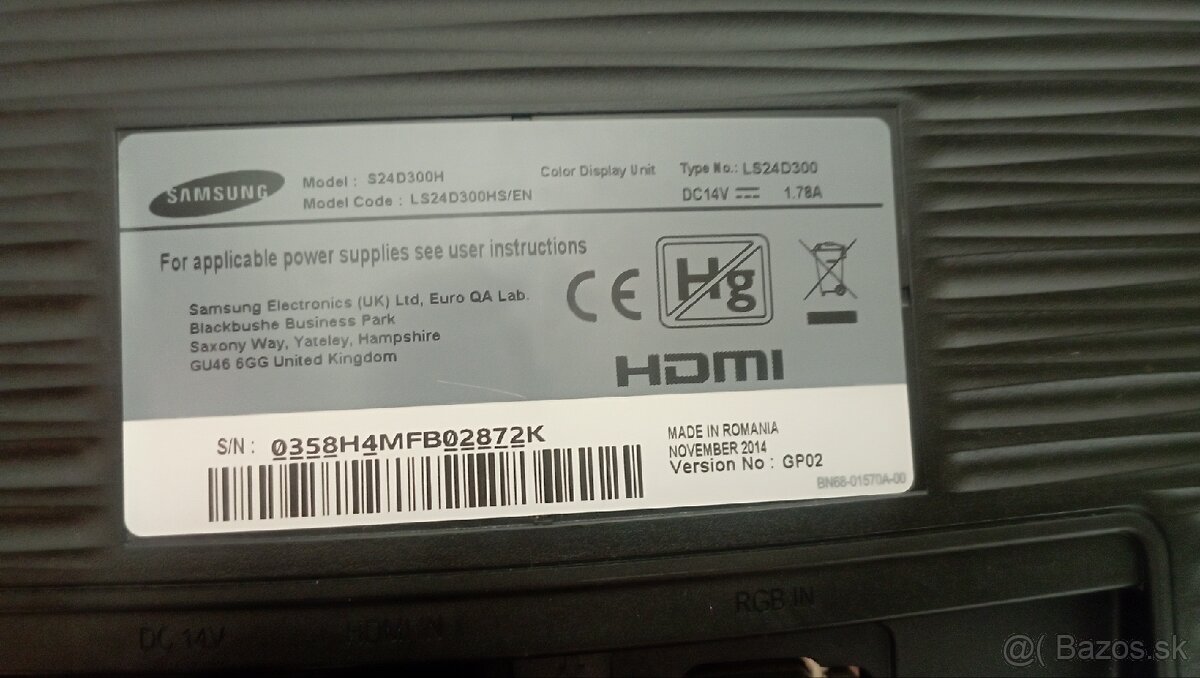 SAMSUNG
Model : S24D300H
Model Code : LS24D300HS/EN
Color Display Unit
Type No.: LS24D300
DC14V 1.78A
For applicable power supplies see user instructions
Samsung Electronics (UK) Ltd, Euro QA Lab.
Blackbushe Business Park
Saxony Way, Yateley, Hampshire
GU46 6GG United Kingdom
CE
Hg
HDMI
S/N : 0358H4MFB02872K
MADE IN ROMANIA
NOVEMBER 2014
Version No : GP02
BN68-01570A-00
DC 14V
HDMI IN
RGB IN
@( Bazos.sk